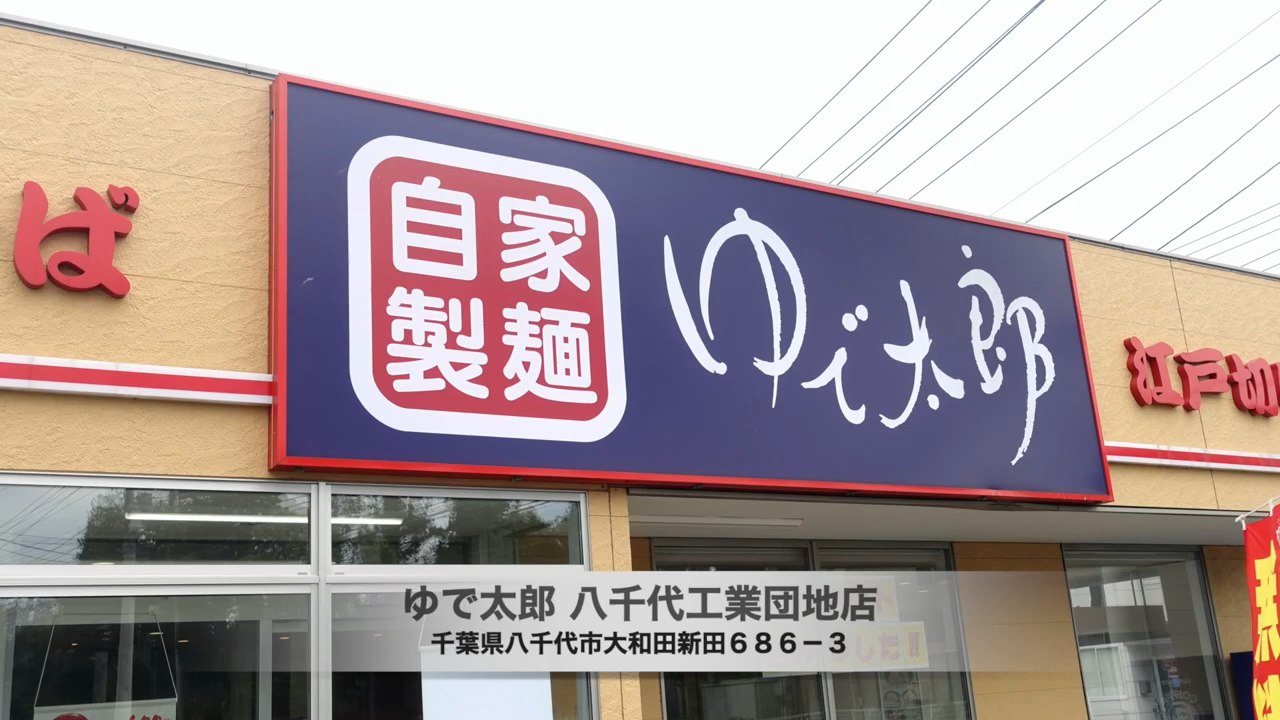 ば
自家
製麺
ゆで太郎
江戸切
ゆで太郎 八千代工業団地店
千葉県八千代市大和田新田686－3
した!!